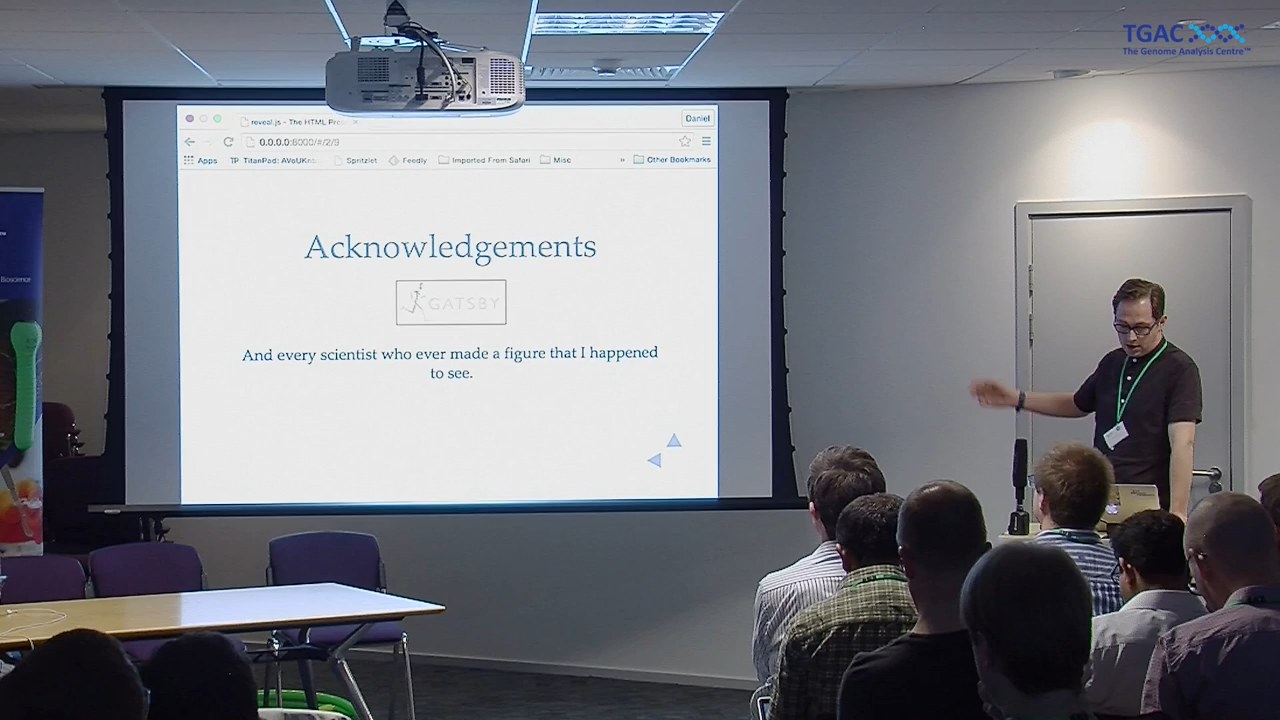 TGAC
The Genome Analysis Centre™
reveal.js - The HTML Pre
Daniel
0.0.0.0:8000/#/2/9
Apps TitanPad: Spritzlet Feedly Imported From Safari Misc » Other Bookmarks
Acknowledgements
GATSBY
And every scientist who ever made a figure that I happened
to see.
Bioscience